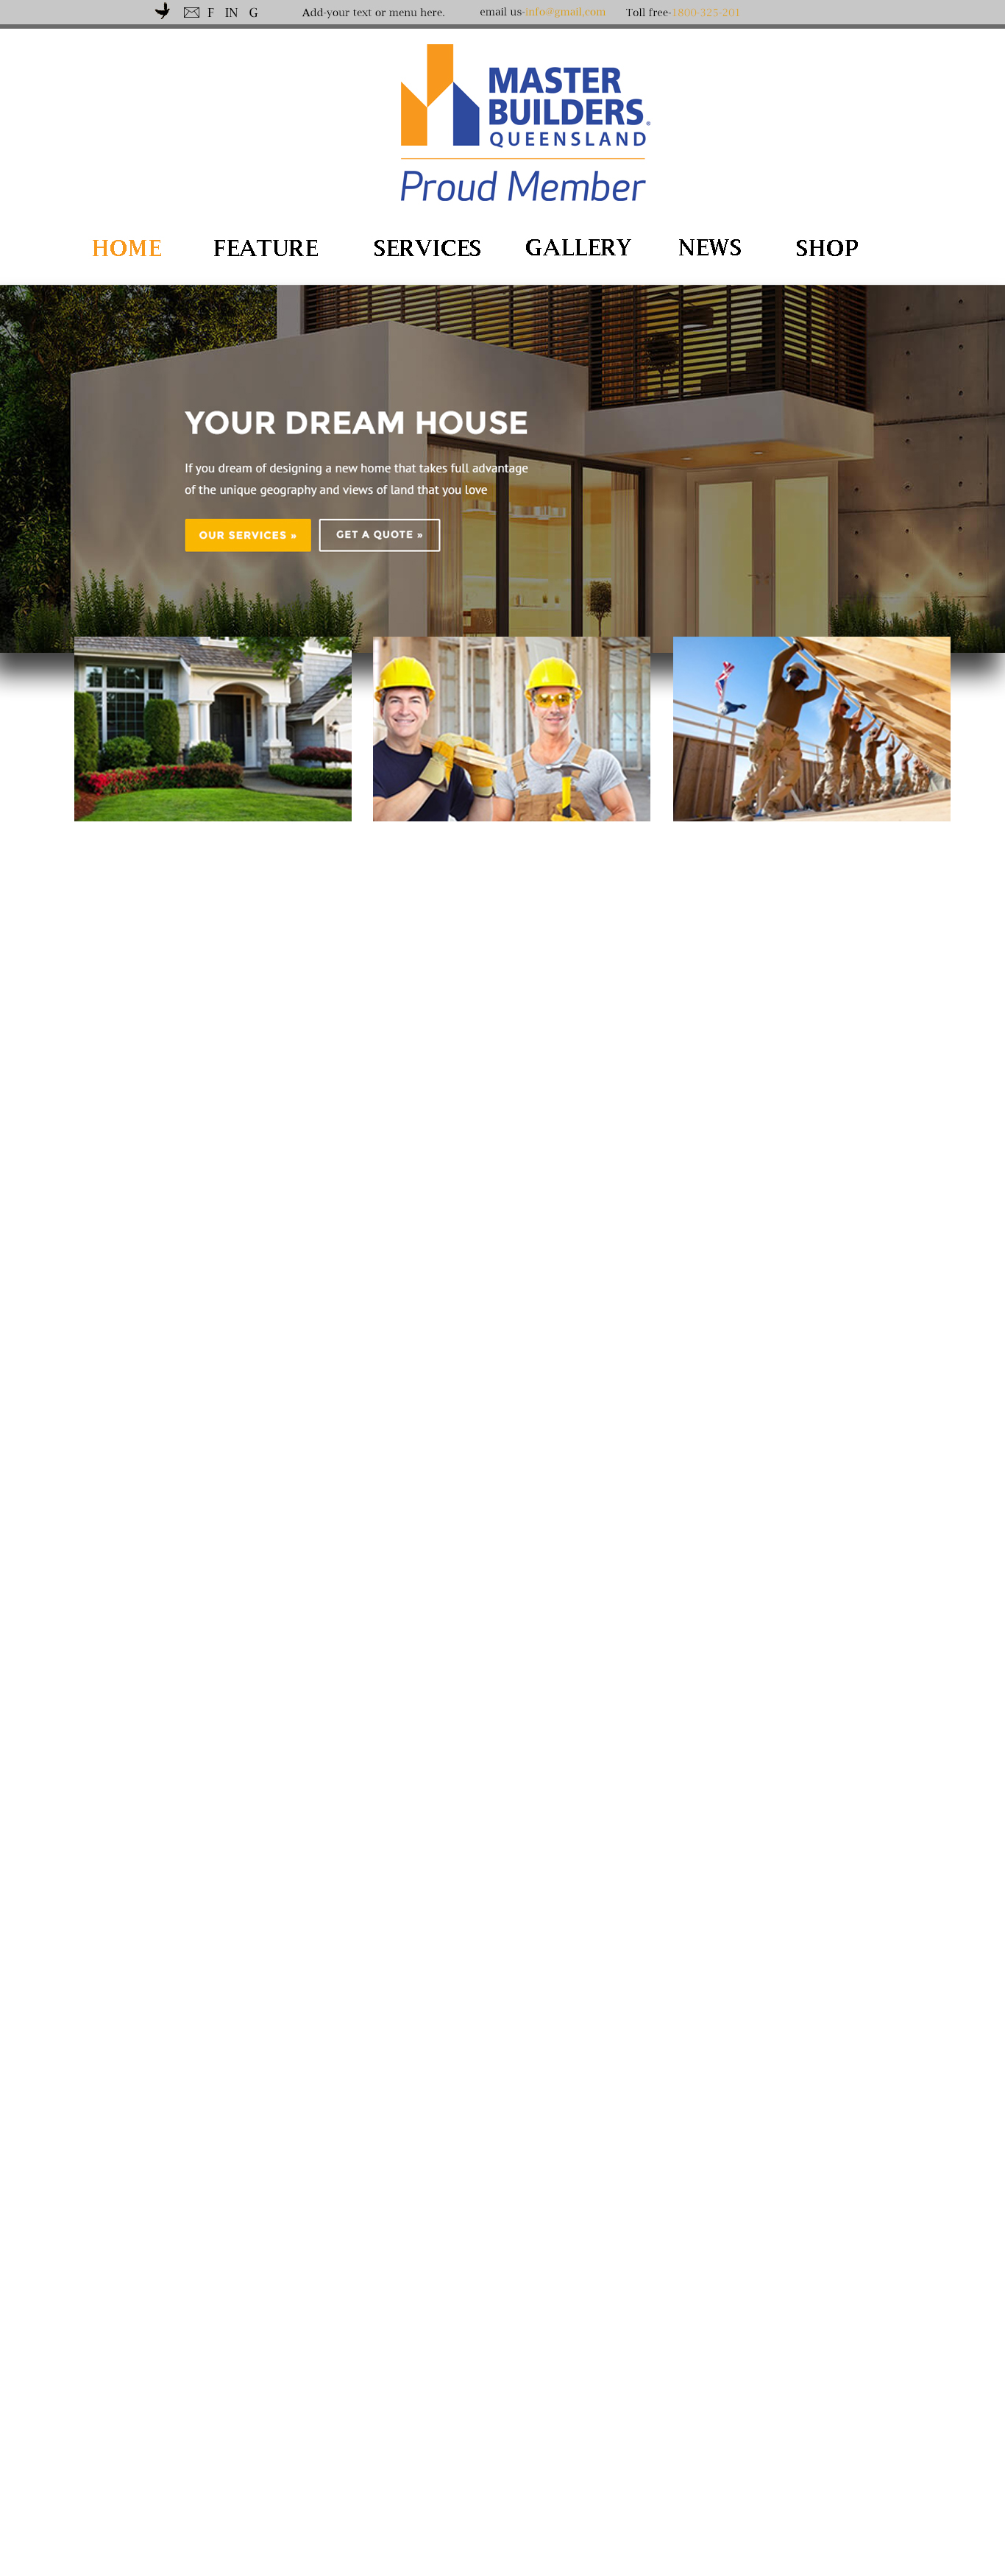 F IN G Add-your text or menu here. email us-info@gmail.com Toll free-1800-325-201
MASTER
BUILDERS®
QUEENSLAND
Proud Member
HOME FEATURE SERVICES GALLERY NEWS SHOP
YOUR DREAM HOUSE
If you dream of designing a new home that takes full advantage
of the unique geography and views of land that you love
OUR SERVICES » GET A QUOTE »